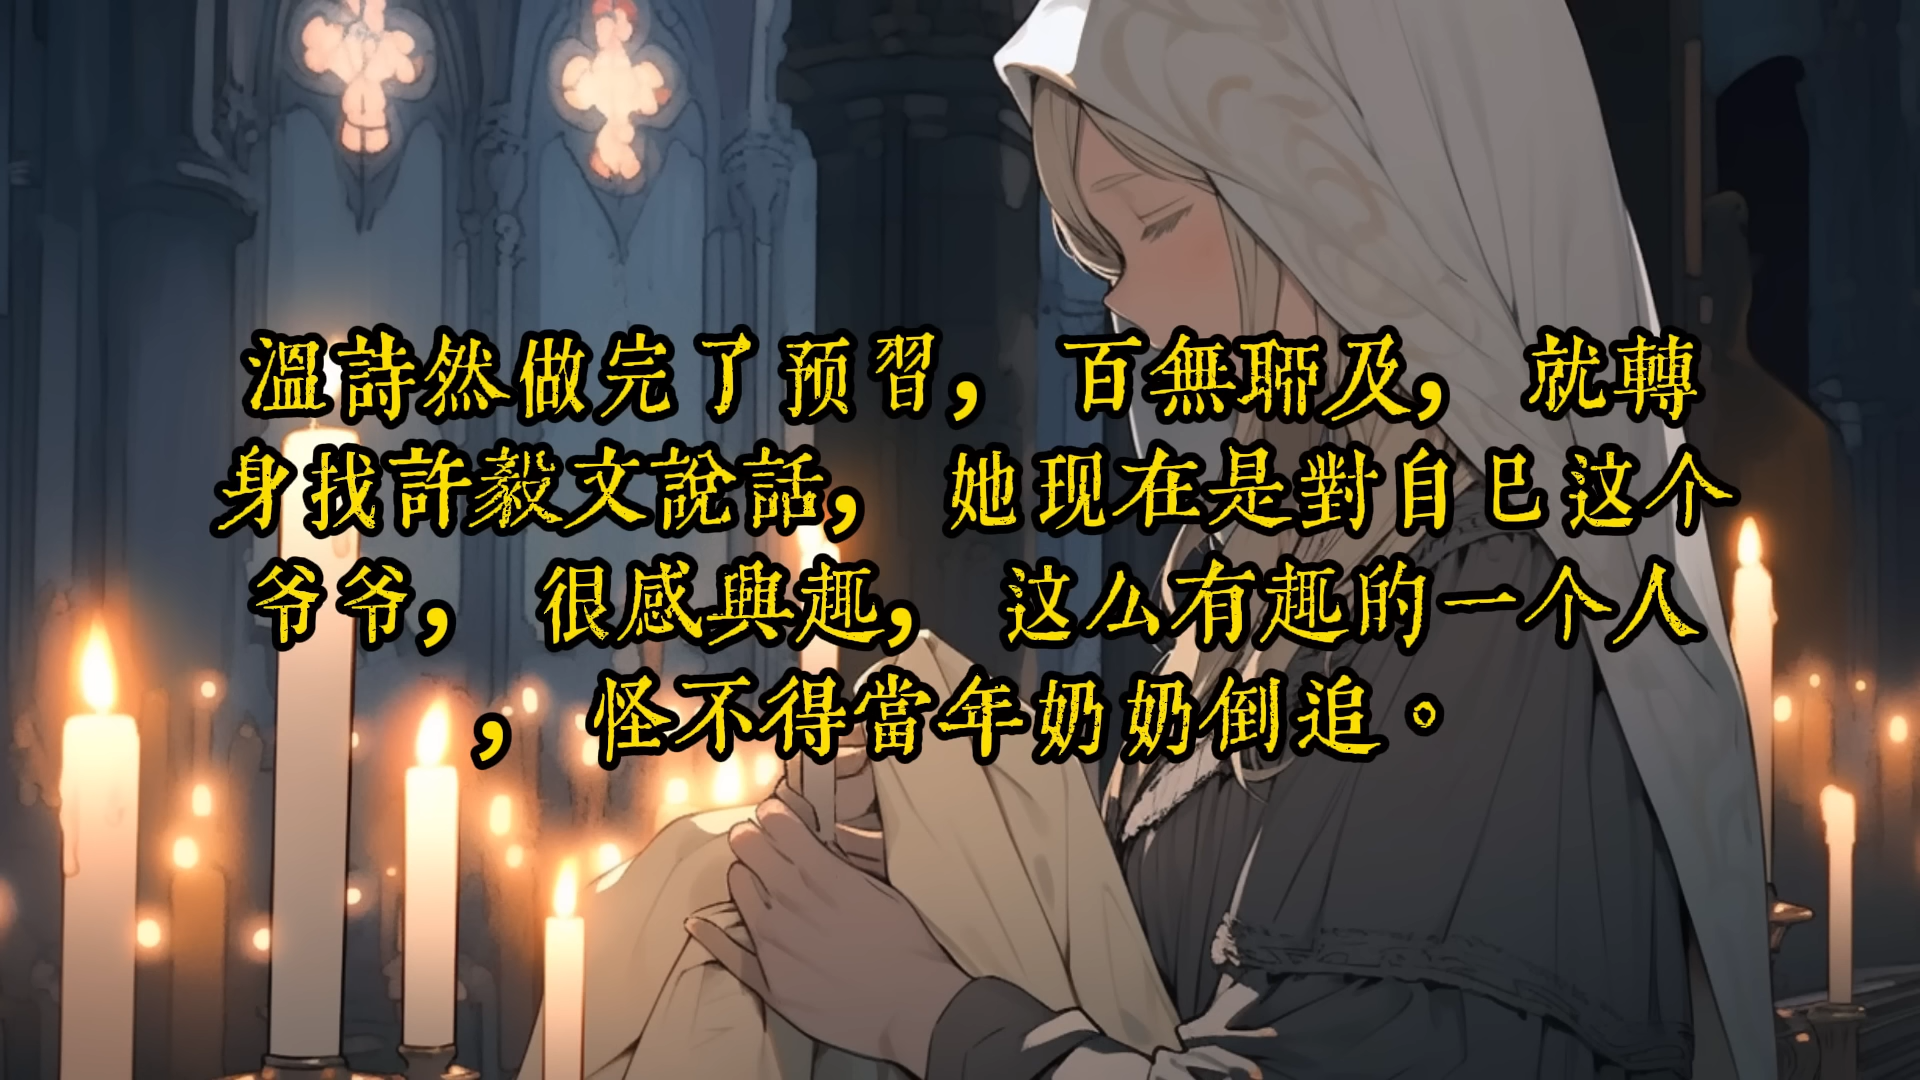 溫詩然做完了预習, 百無聊及, 就轉
身找許毅文說話, 她现在是對自已这个
爷爷, 很感興趣, 这么有趣的一个人
, 怪不得當年奶奶倒追。